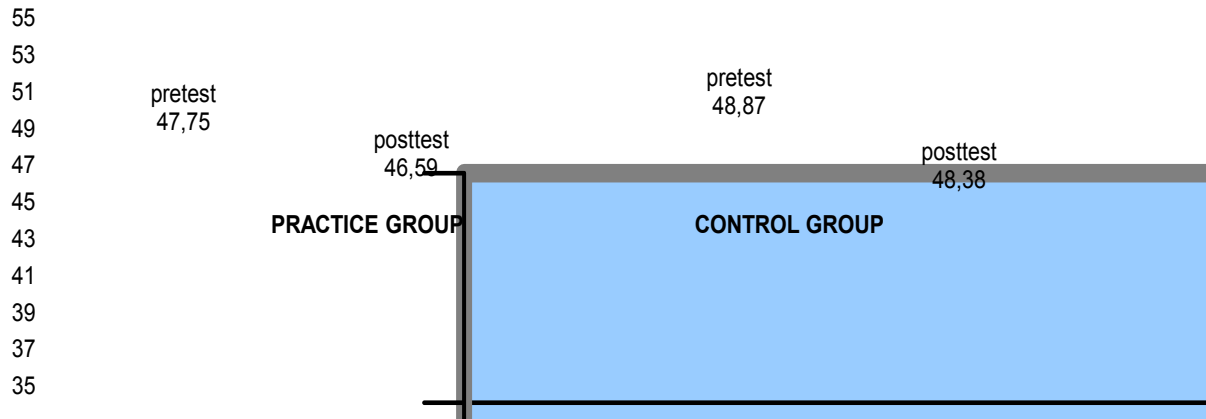 55
53
51
49
47
45
43
41
39
37
35
pretest
47,75
posttest
46,59
pretest
48,87
posttest
48,38
PRACTICE GROUP
CONTROL GROUP